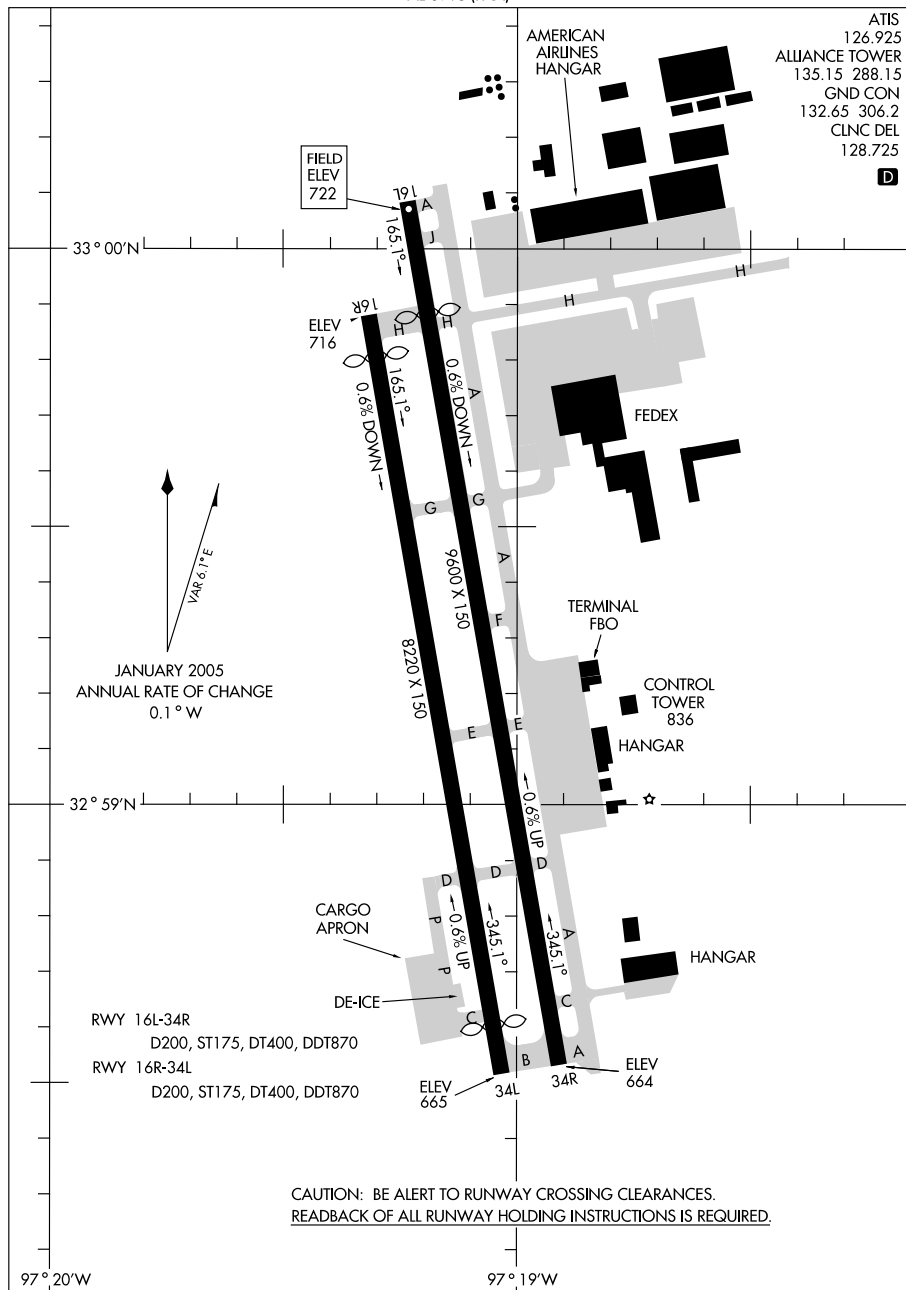 ATIS
126.925
ALLIANCE TOWER
135.15 288.15
GND CON
132.65 306.2
CLNC DEL
128.725
D
AMERICAN
AIRLINES
HANGAR
FIELD
ELEV
722
16L
A
J
165.1°
33° 00'N
H
H
16R
ELEV
716
H
H
165.1°
0.6% DOWN
0.6% DOWN
A
FEDEX
G
G
VAR 6.1° E
9600 X 150
A
F
TERMINAL
FBO
JANUARY 2005
ANNUAL RATE OF CHANGE
0.1° W
8220 X 150
CONTROL
TOWER
836
E
E
HANGAR
32° 59'N
0.6% UP
D
D
D
CARGO
APRON
P
P
0.6% UP
345.1°
345.1°
A
HANGAR
DE-ICE
C
C
RWY 16L-34R
D200, ST175, DT400, DDT870
RWY 16R-34L
D200, ST175, DT400, DDT870
B
A
ELEV
665
34L
34R
ELEV
664
CAUTION: BE ALERT TO RUNWAY CROSSING CLEARANCES.
READBACK OF ALL RUNWAY HOLDING INSTRUCTIONS IS REQUIRED.
97° 20'W
97° 19'W